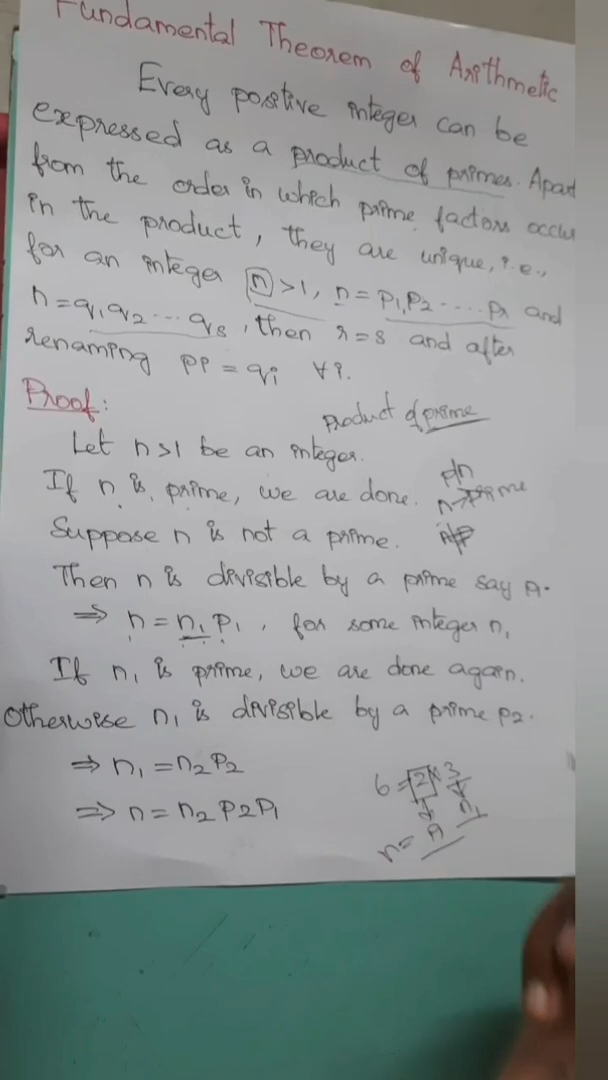 Fundamental Theorem of Arithmetic
Every positive integer can be
expressed as a product of primes. Apart
from the order in which prime factors occur
in the product, they are unique, i.e.,
for an integer n>1, n=p1,p2 ..... pr and
n=q1q2 ... qs, then r=s and after
renaming pi = qi ∀i.
Proof:
Product of prime
Let n>1 be an integer.
p/n
If n is prime, we are done.
n→prime
Suppose n is not a prime.
Then n is divisible by a prime say p1.
⇒ n = n1 p1, for some integer n1
If n1 is prime, we are done again.
Otherwise n1 is divisible by a prime p2.
⇒ n1 = n2 p2
⇒ n = n2 p2 p1
6 = 2 × 3
n = p1 n1